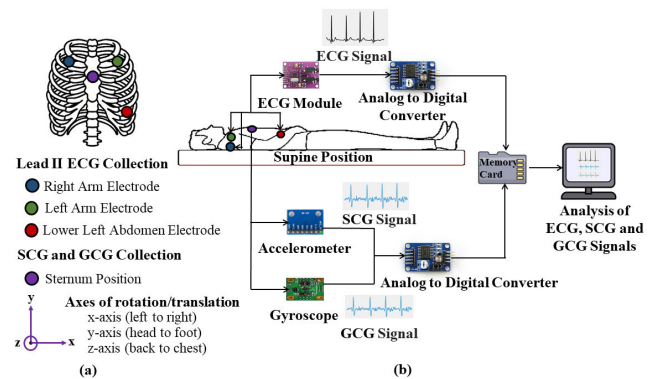 Lead II ECG Collection
Right Arm Electrode
Left Arm Electrode
Lower Left Abdomen Electrode
SCG and GCG Collection
Sternum Position
Axes of rotation/translation
x-axis (left to right)
y-axis (head to foot)
z-axis (back to chest)
y
z
x
(a)
ECG Signal
ECG Module
Analog to Digital
Converter
Supine Position
Memory
Card
SCG Signal
Accelerometer
Analog to Digital Converter
Gyroscope
GCG Signal
Analysis of
ECG, SCG and
GCG Signals
(b)